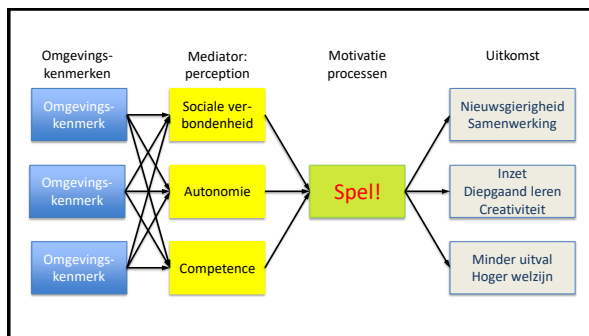 Omgevings-
kenmerken
Mediator:
perception
Motivatie
processen
Uitkomst
Omgevings-
kenmerk
Omgevings-
kenmerk
Omgevings-
kenmerk
Sociale ver-
bondenheid
Autonomie
Competence
Spel!
Nieuwsgierigheid
Samenwerking
Inzet
Diepgaand leren
Creativiteit
Minder uitval
Hoger welzijn